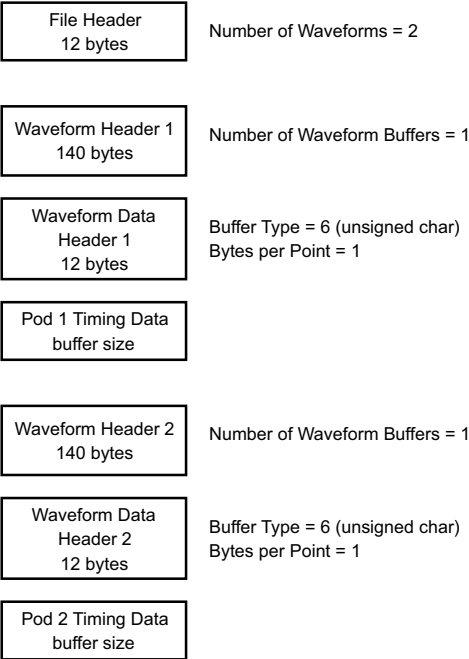 File Header
12 bytes
Number of Waveforms = 2
Waveform Header 1
140 bytes
Number of Waveform Buffers = 1
Waveform Data
Header 1
12 bytes
Buffer Type = 6 (unsigned char)
Bytes per Point = 1
Pod 1 Timing Data
buffer size
Waveform Header 2
140 bytes
Number of Waveform Buffers = 1
Waveform Data
Header 2
12 bytes
Buffer Type = 6 (unsigned char)
Bytes per Point = 1
Pod 2 Timing Data
buffer size